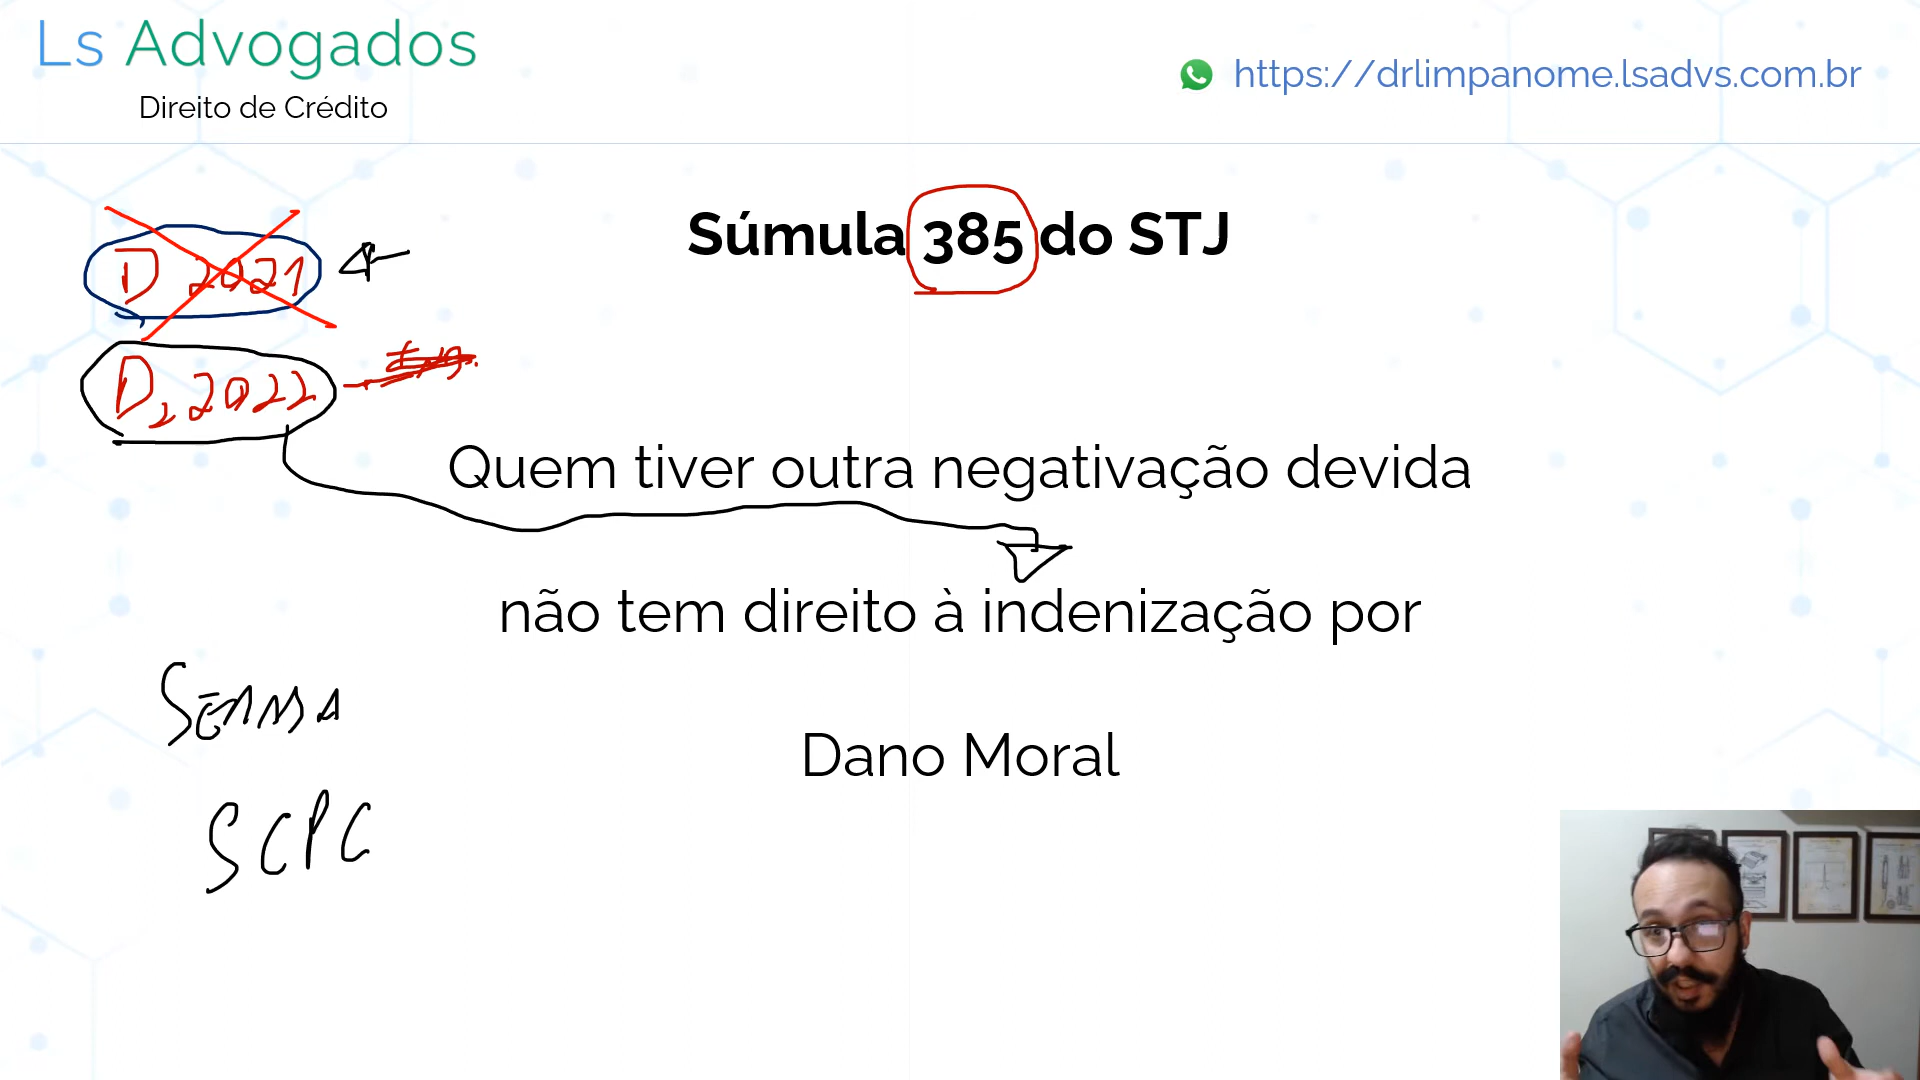 Ls Advogados
Direito de Crédito
https://drlimpanome.lsadvs.com.br
Súmula 385 do STJ
D 2021
D2 2022
Quem tiver outra negativação devida
não tem direito à indenização por
Dano Moral
SERASA
SCPC